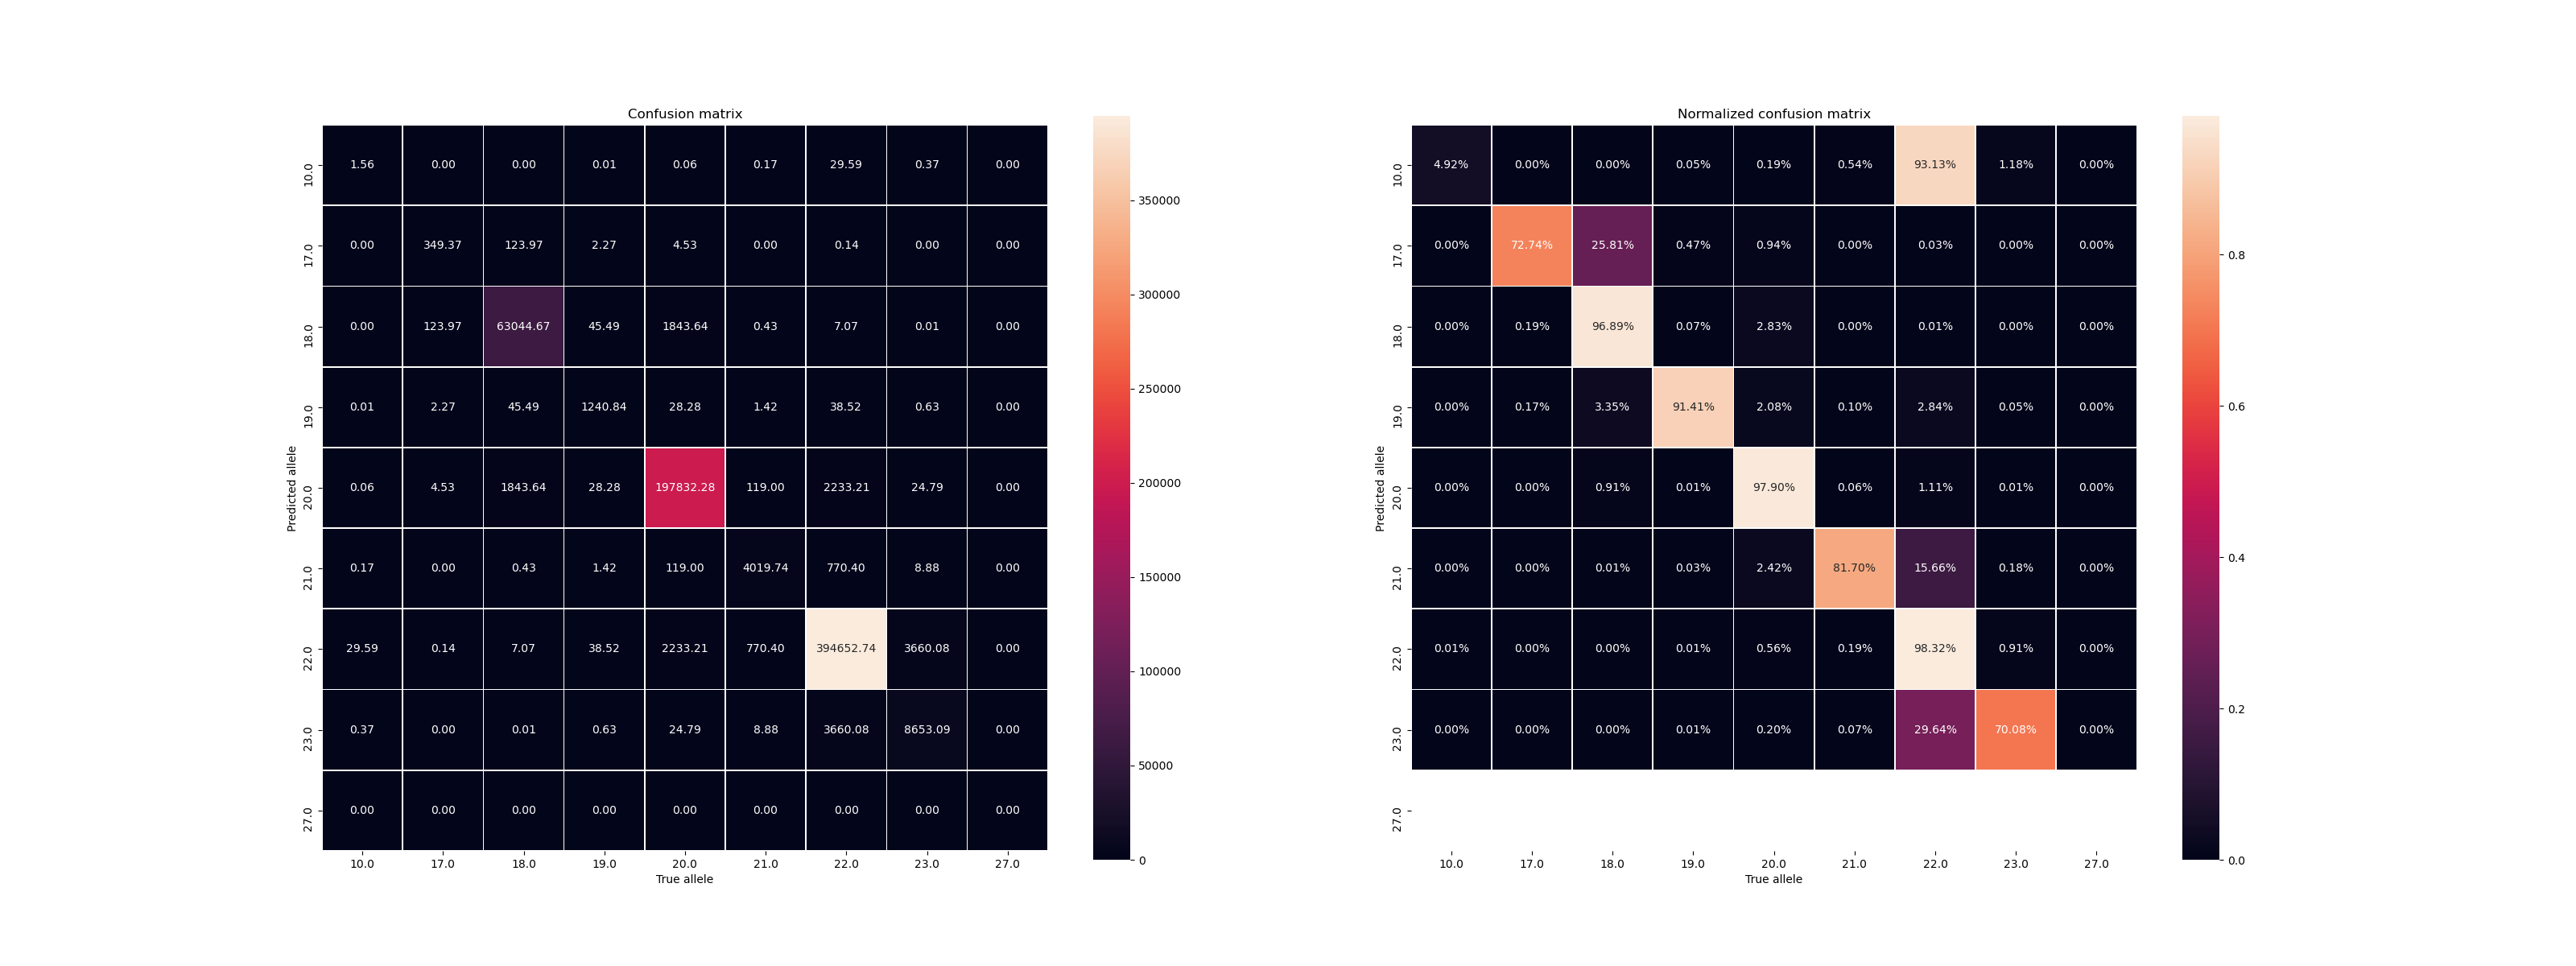 Confusion matrix
10.0 1.56 0.00 0.00 0.01 0.06 0.17 29.59 0.37 0.00
17.0 0.00 349.37 123.97 2.27 4.53 0.00 0.14 0.00 0.00
18.0 0.00 123.97 63044.67 45.49 1843.64 0.43 7.07 0.01 0.00
19.0 0.01 2.27 45.49 1240.84 28.28 1.42 38.52 0.63 0.00
20.0 0.06 4.53 1843.64 28.28 197832.28 119.00 2233.21 24.79 0.00
21.0 0.17 0.00 0.43 1.42 119.00 4019.74 770.40 8.88 0.00
22.0 29.59 0.14 7.07 38.52 2233.21 770.40 394652.74 3660.08 0.00
23.0 0.37 0.00 0.01 0.63 24.79 8.88 3660.08 8653.09 0.00
27.0 0.00 0.00 0.00 0.00 0.00 0.00 0.00 0.00 0.00
10.0 17.0 18.0 19.0 20.0 21.0 22.0 23.0 27.0
True allele
Predicted allele
350000
300000
250000
200000
150000
100000
50000
0
Normalized confusion matrix
10.0 4.92% 0.00% 0.00% 0.05% 0.19% 0.54% 93.13% 1.18% 0.00%
17.0 0.00% 72.74% 25.81% 0.47% 0.94% 0.00% 0.03% 0.00% 0.00%
18.0 0.00% 0.19% 96.89% 0.07% 2.83% 0.00% 0.01% 0.00% 0.00%
19.0 0.00% 0.17% 3.35% 91.41% 2.08% 0.10% 2.84% 0.05% 0.00%
20.0 0.00% 0.00% 0.91% 0.01% 97.90% 0.06% 1.11% 0.01% 0.00%
21.0 0.00% 0.00% 0.01% 0.03% 2.42% 81.70% 15.66% 0.18% 0.00%
22.0 0.01% 0.00% 0.00% 0.01% 0.56% 0.19% 98.32% 0.91% 0.00%
23.0 0.00% 0.00% 0.00% 0.01% 0.20% 0.07% 29.64% 70.08% 0.00%
27.0
10.0 17.0 18.0 19.0 20.0 21.0 22.0 23.0 27.0
True allele
Predicted allele
0.8
0.6
0.4
0.2
0.0